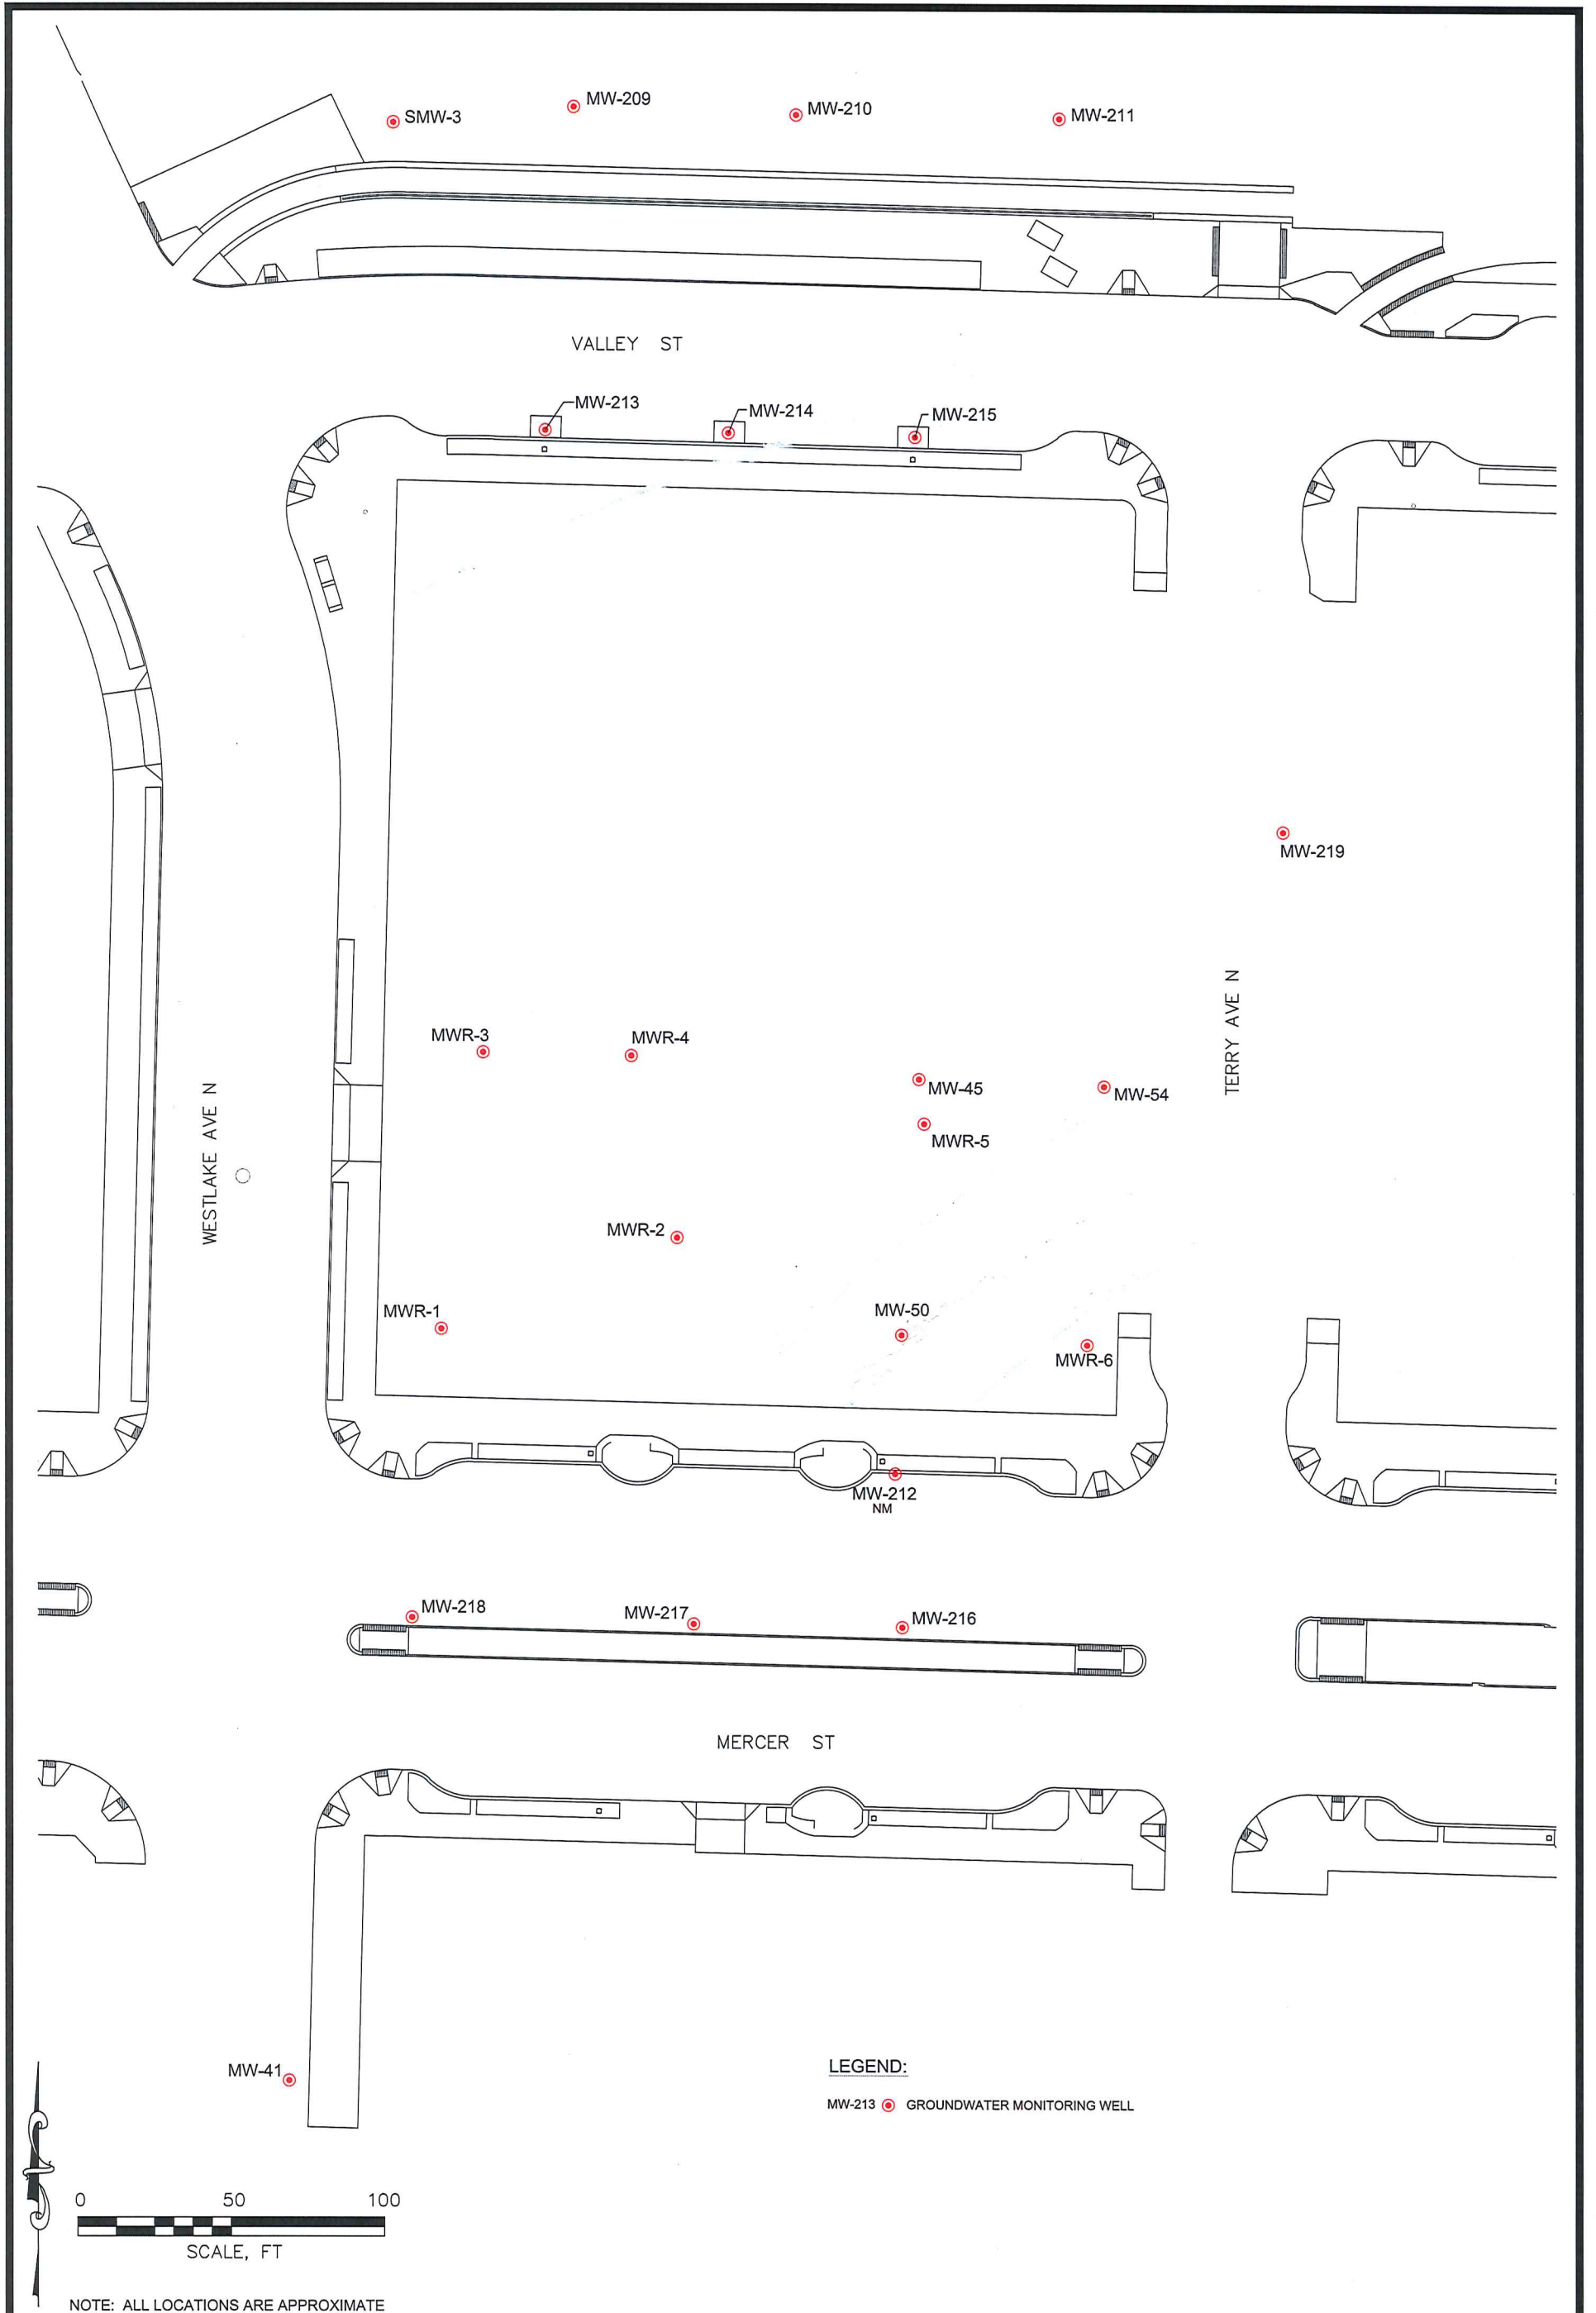 MW-209
SMW-3
MW-210
MW-211
VALLEY ST
MW-213
MW-214
MW-215
MW-219
TERRY AVE N
MWR-3
MWR-4
MW-45
MW-54
WESTLAKE AVE N
MWR-5
MWR-2
MWR-1
MW-50
MWR-6
MW-212
NM
MW-218
MW-217
MW-216
MERCER ST
MW-41
LEGEND:
MW-213 GROUNDWATER MONITORING WELL
0 50 100
SCALE, FT
NOTE: ALL LOCATIONS ARE APPROXIMATE